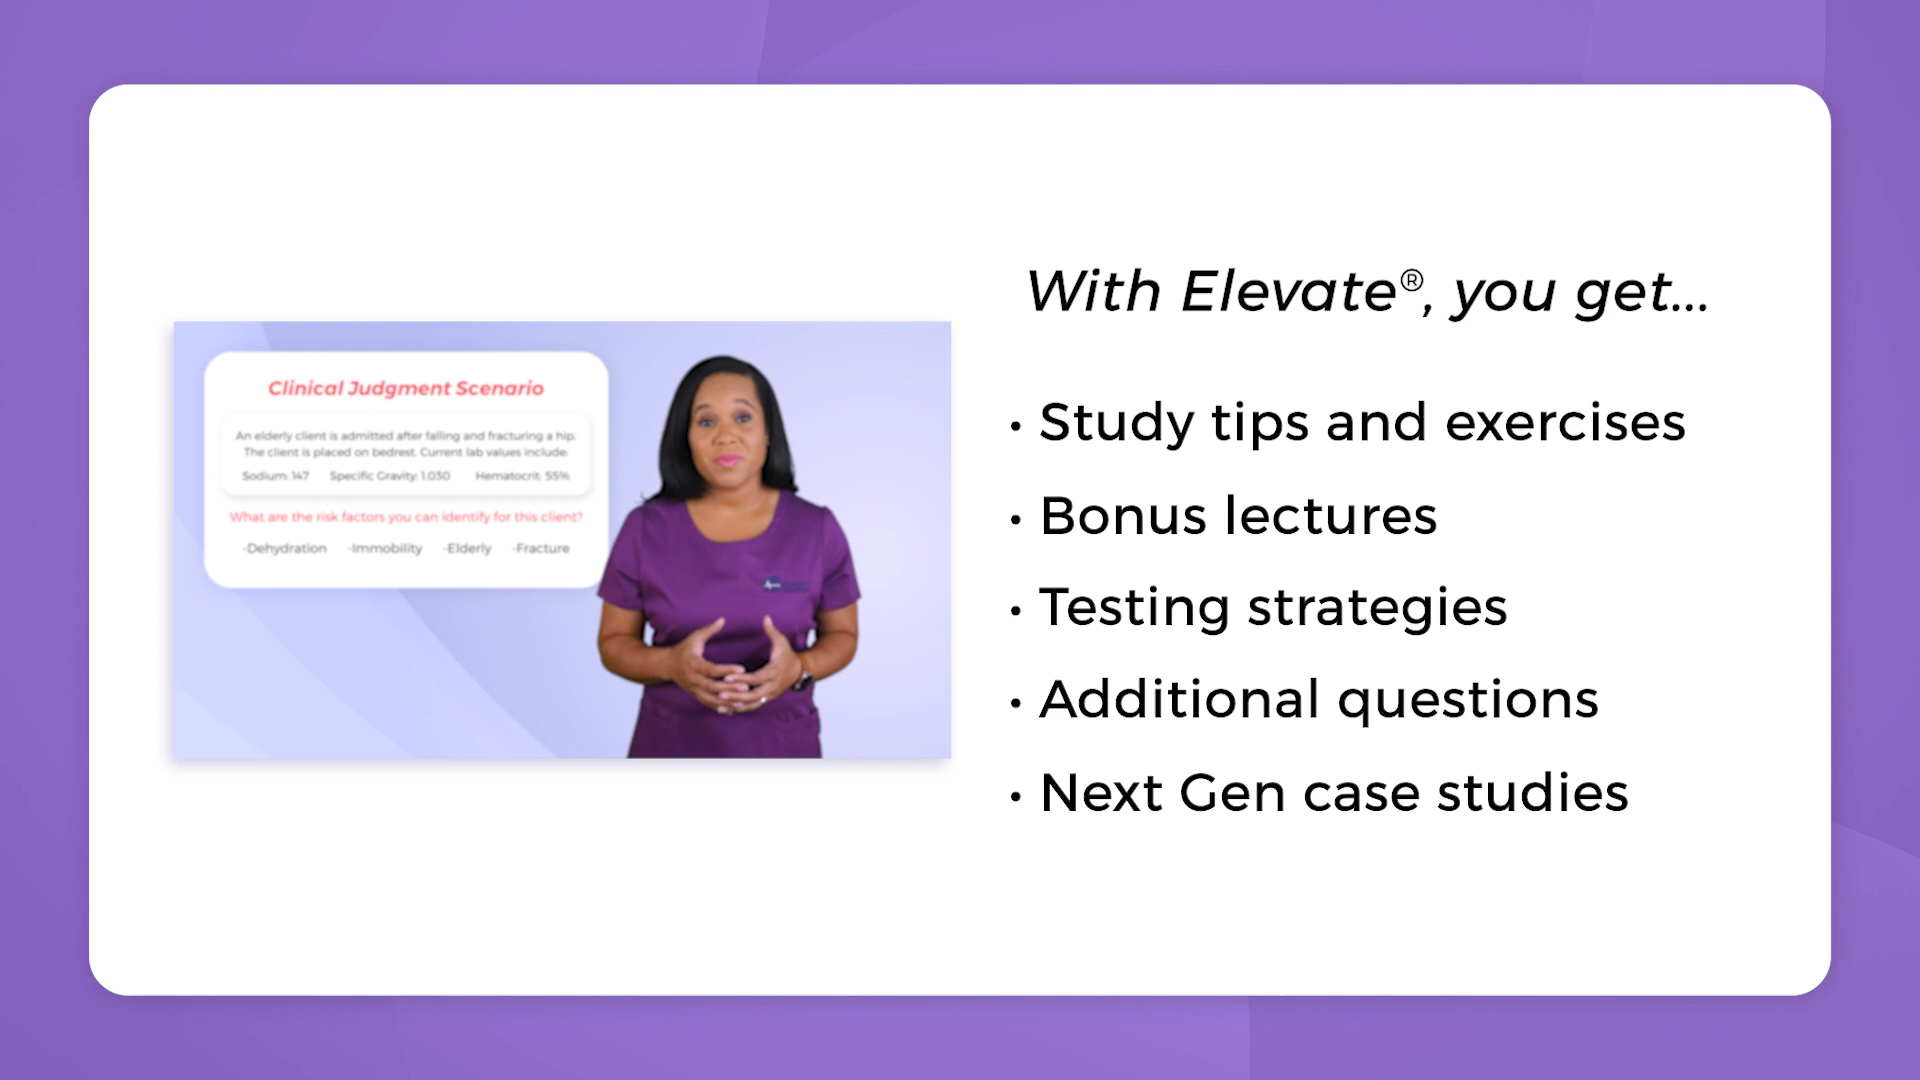 Clinical Judgment Scenario
An elderly client is admitted after falling and fracturing a hip.
The client is placed on bedrest. Current lab values include:
Sodium: 147 Specific Gravity: 1.030 Hematocrit: 55%
What are the risk factors you can identify for this client?
-Dehydration -Immobility -Elderly -Fracture
With Elevate®, you get...
• Study tips and exercises
• Bonus lectures
• Testing strategies
• Additional questions
• Next Gen case studies